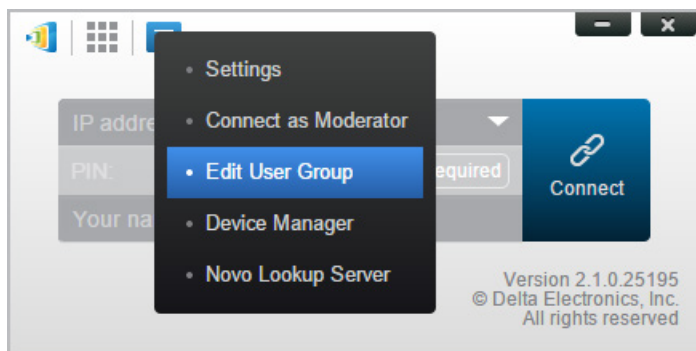 Settings
Connect as Moderator
Edit User Group
Device Manager
Novo Lookup Server
IP addre
PIN:
equired
Your na
Connect
Version 2.1.0.25195
© Delta Electronics, Inc.
All rights reserved